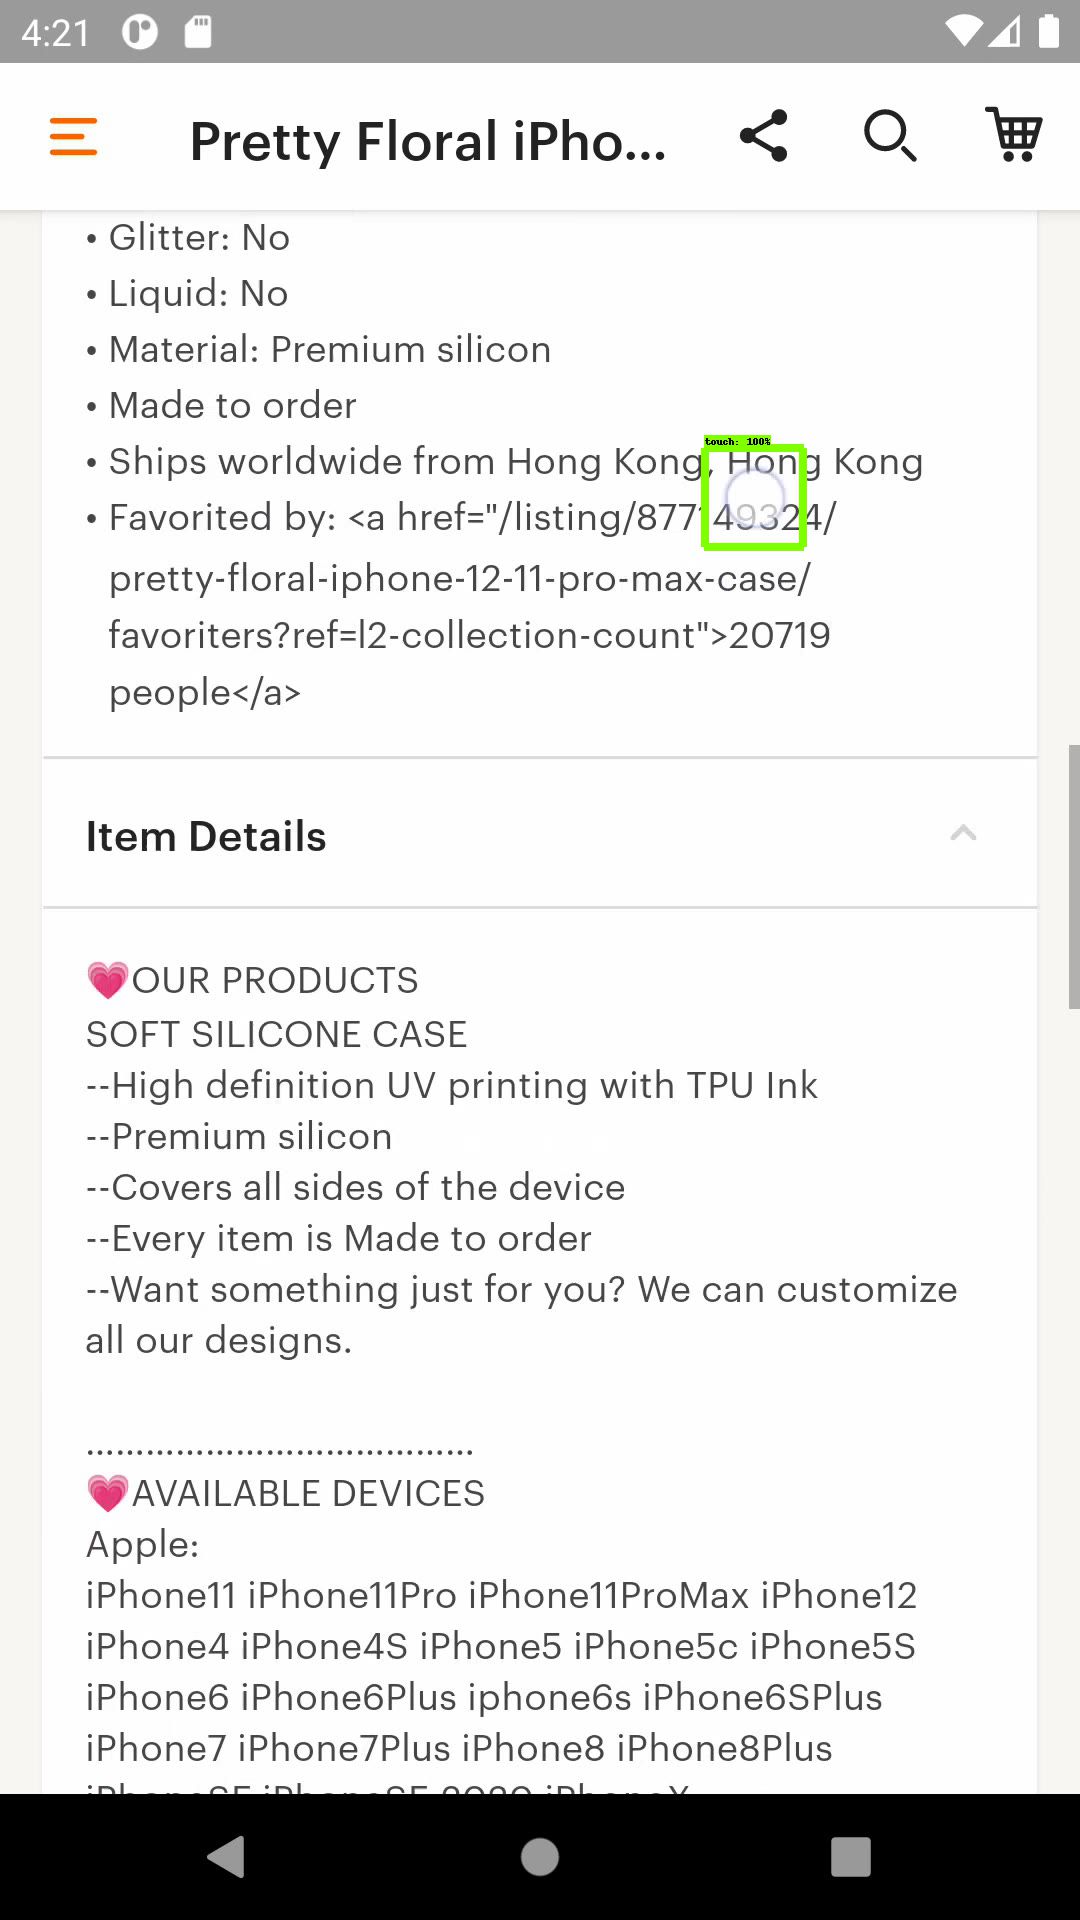 4:21
Pretty Floral iPho...
• Glitter: No
• Liquid: No
• Material: Premium silicon
• Made to order
touch: 100%
• Ships worldwide from Hong Kong, Hong Kong
• Favorited by: <a href="/listing/877149324/
pretty-floral-iphone-12-11-pro-max-case/
favoriters?ref=l2-collection-count">20719
people</a>
Item Details
💗OUR PRODUCTS
SOFT SILICONE CASE
--High definition UV printing with TPU Ink
--Premium silicon
--Covers all sides of the device
--Every item is Made to order
--Want something just for you? We can customize
all our designs.
.......................................
💗AVAILABLE DEVICES
Apple:
iPhone11 iPhone11Pro iPhone11ProMax iPhone12
iPhone4 iPhone4S iPhone5 iPhone5c iPhone5S
iPhone6 iPhone6Plus iphone6s iPhone6SPlus
iPhone7 iPhone7Plus iPhone8 iPhone8Plus
iPhoneSE iPhoneSE 2020 iPhoneX